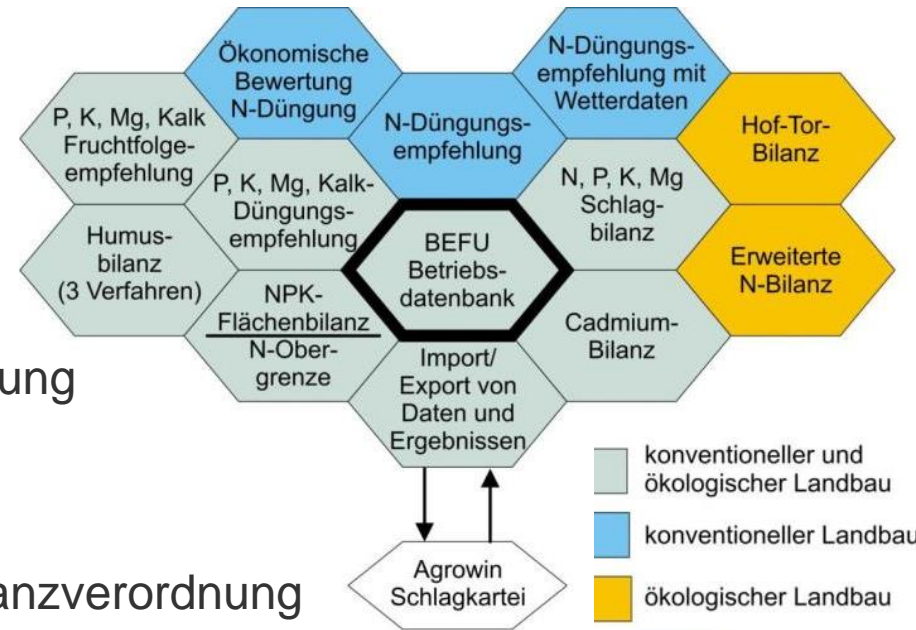 Ökonomische
Bewertung
N-Düngung
N-Düngungs-
empfehlung mit
Wetterdaten
P, K, Mg, Kalk
Fruchtfolge-
empfehlung
N-Düngungs-
empfehlung
Hof-Tor-
Bilanz
P, K, Mg, Kalk-
Düngungs-
empfehlung
N, P, K, Mg
Schlag-
bilanz
Humus-
bilanz
(3 Verfahren)
BEFU
Betriebs-
datenbank
Erweiterte
N-Bilanz
NPK-
Flächenbilanz
N-Ober-
grenze
Cadmium-
Bilanz
Import/
Export von
Daten und
Ergebnissen
ung
konventioneller und
ökologischer Landbau
konventioneller Landbau
ökologischer Landbau
Agrowin
Schlagkartei
anzverordnung